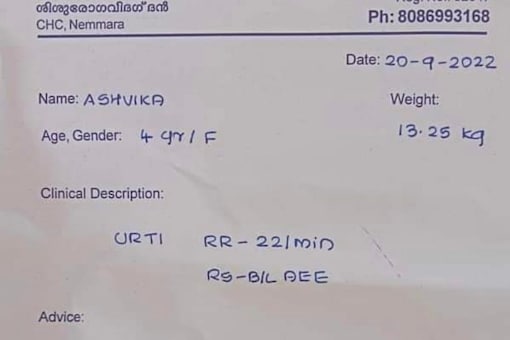 ശിശുരോഗവിദഗ്ദൻ
CHC, Nemmara
Ph: 8086993168
Date: 20-9-2022
Name: ASHVIKA
Weight:
Age, Gender: 4 yr / F
13.25 kg
Clinical Description:
URTI RR - 22/min
RS - B/L AEE
Advice: